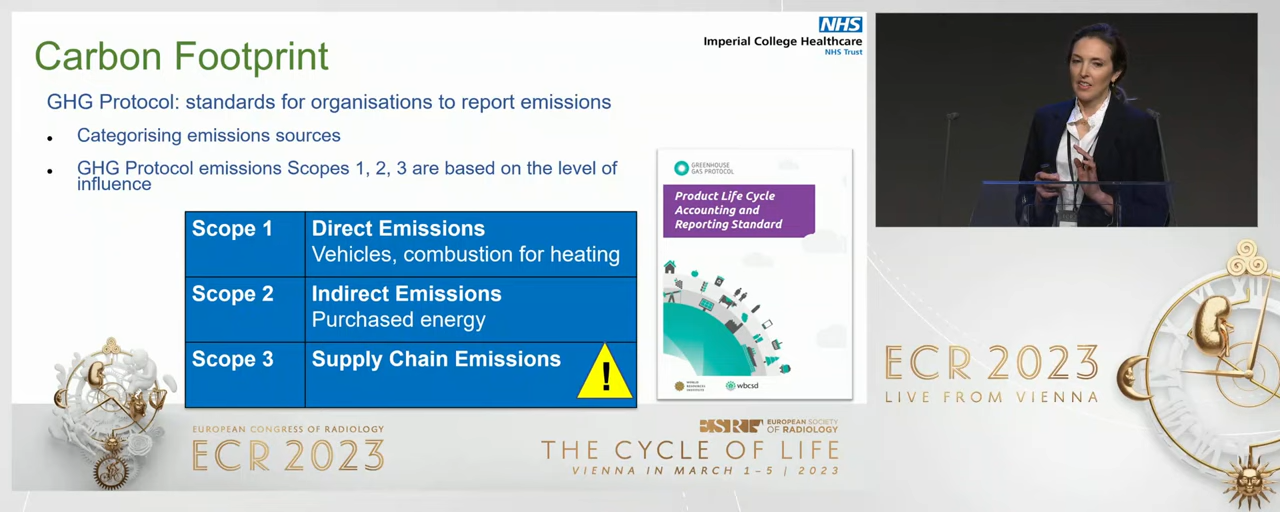 Carbon Footprint
NHS
Imperial College Healthcare
NHS Trust
GHG Protocol: standards for organisations to report emissions
• Categorising emissions sources
• GHG Protocol emissions Scopes 1, 2, 3 are based on the level of
influence
Scope 1 Direct Emissions
Vehicles, combustion for heating
Scope 2 Indirect Emissions
Purchased energy
Scope 3 Supply Chain Emissions
!
GREENHOUSE
GAS PROTOCOL
Product Life Cycle
Accounting and
Reporting Standard
WORLD
RESOURCES
INSTITUTE
wbcsd
EUROPEAN CONGRESS OF RADIOLOGY
ECR 2023
EUROPEAN SOCIETY
OF RADIOLOGY
THE CYCLE OF LIFE
VIENNA IN MARCH 1–5 | 2023
ECR 2023
LIVE FROM VIENNA